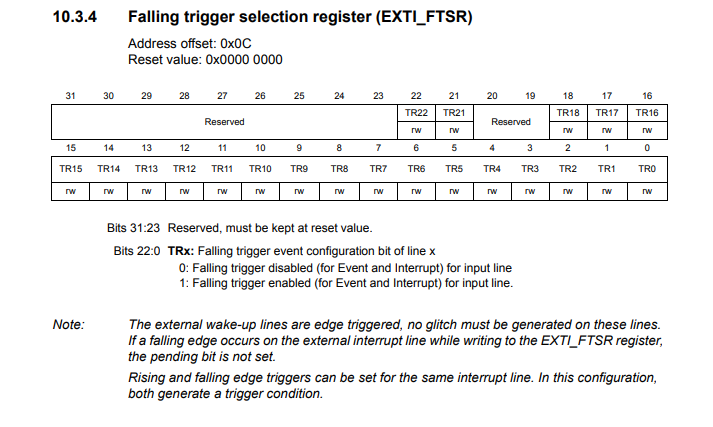 10.3.4 Falling trigger selection register (EXTI_FTSR)
Address offset: 0x0C
Reset value: 0x0000 0000
31 30 29 28 27 26 25 24 23 22 21 20 19 18 17 16
Reserved TR22 TR21 Reserved TR18 TR17 TR16
rw rw rw rw rw
15 14 13 12 11 10 9 8 7 6 5 4 3 2 1 0
TR15 TR14 TR13 TR12 TR11 TR10 TR9 TR8 TR7 TR6 TR5 TR4 TR3 TR2 TR1 TR0
rw rw rw rw rw rw rw rw rw rw rw rw rw rw rw rw
Bits 31:23 Reserved, must be kept at reset value.
Bits 22:0 TRx: Falling trigger event configuration bit of line x
0: Falling trigger disabled (for Event and Interrupt) for input line
1: Falling trigger enabled (for Event and Interrupt) for input line.
Note: The external wake-up lines are edge triggered, no glitch must be generated on these lines.
If a falling edge occurs on the external interrupt line while writing to the EXTI_FTSR register,
the pending bit is not set.
Rising and falling edge triggers can be set for the same interrupt line. In this configuration,
both generate a trigger condition.